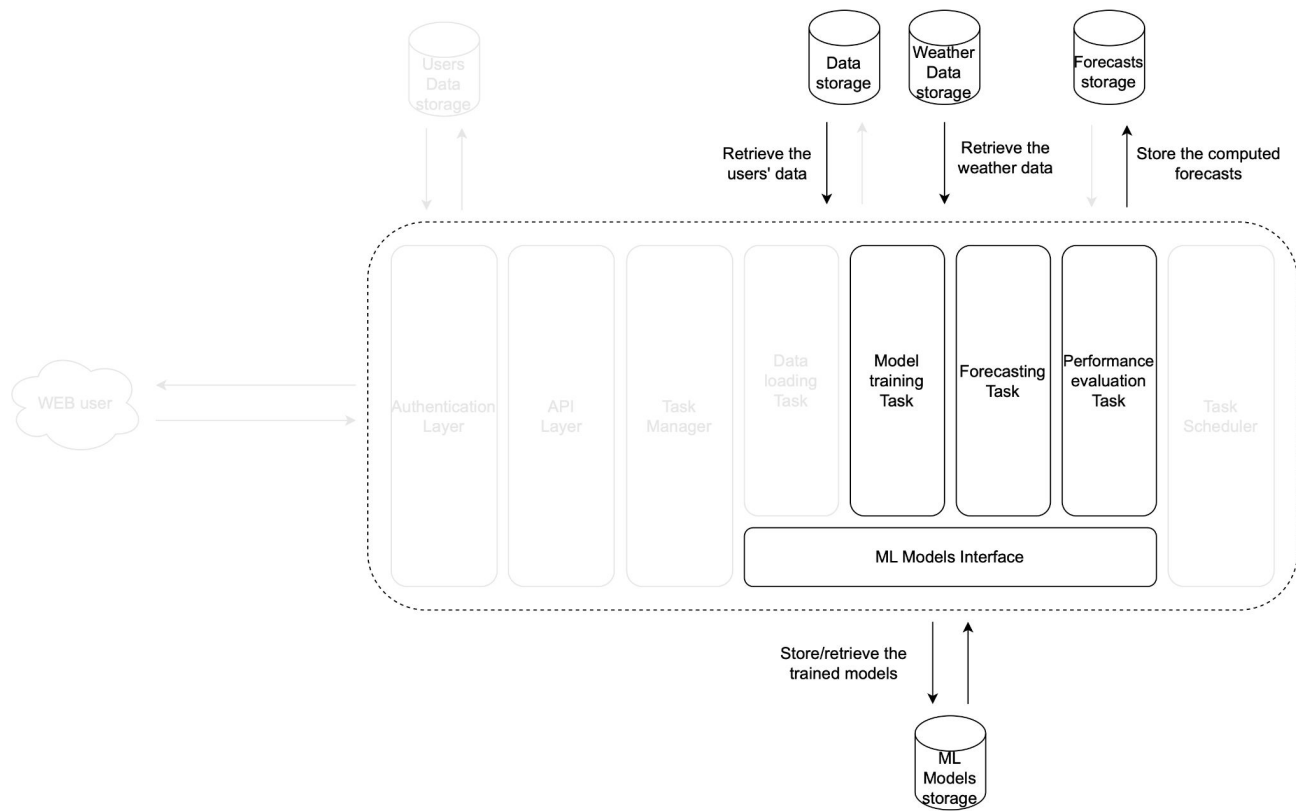 Users
Data
storage
Data
storage
Weather
Data
storage
Forecasts
storage
Retrieve the
users' data
Retrieve the
weather data
Store the computed
forecasts
WEB user
Authentication
Layer
API
Layer
Task
Manager
Data
loading
Task
Model
training
Task
Forecasting
Task
Performance
evaluation
Task
Task
Scheduler
ML Models Interface
Store/retrieve the
trained models
ML
Models
storage